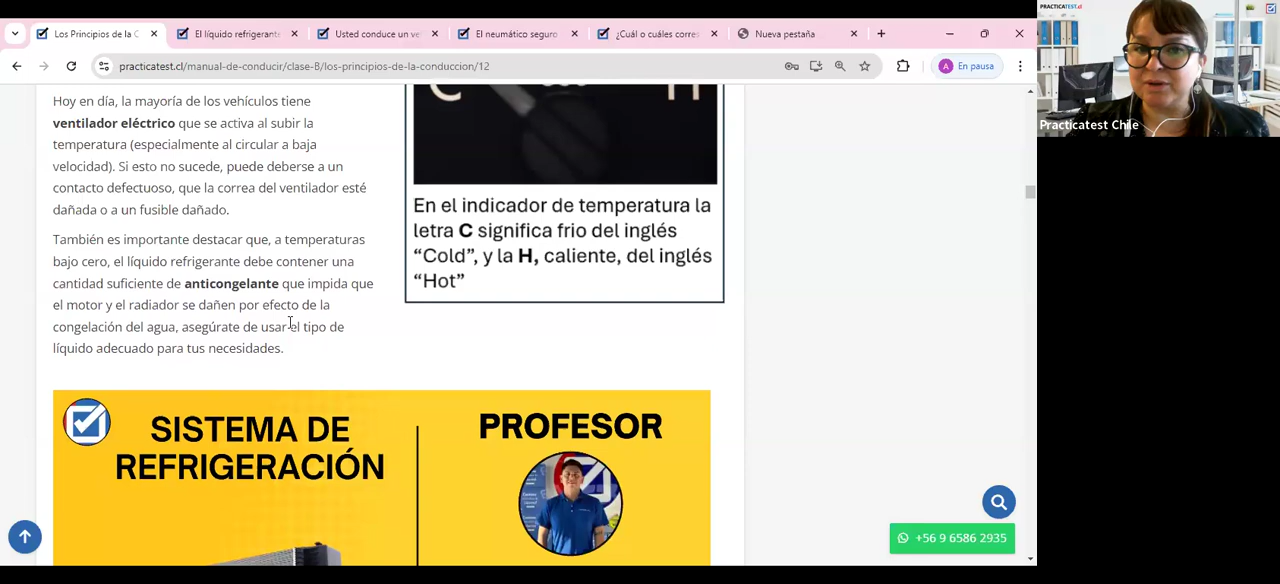 Los Principios de la C
El líquido refrigerante
Usted conduce un ve
El neumático seguro
¿Cuál o cuáles corres
Nueva pestaña
practicatest.cl/manual-de-conducir/clase-B/los-principios-de-la-conduccion/12
A
En pausa
PRACTICATEST.cl
Practicatest Chile
Hoy en día, la mayoría de los vehículos tiene
ventilador eléctrico que se activa al subir la
temperatura (especialmente al circular a baja
velocidad). Si esto no sucede, puede deberse a un
contacto defectuoso, que la correa del ventilador esté
dañada o a un fusible dañado.
También es importante destacar que, a temperaturas
bajo cero, el líquido refrigerante debe contener una
cantidad suficiente de anticongelante que impida que
el motor y el radiador se dañen por efecto de la
congelación del agua, asegúrate de usar el tipo de
líquido adecuado para tus necesidades.
C H
En el indicador de temperatura la
letra C significa frio del inglés
“Cold”, y la H, caliente, del inglés
“Hot”
SISTEMA DE
REFRIGERACIÓN
PROFESOR
+56 9 6586 2935